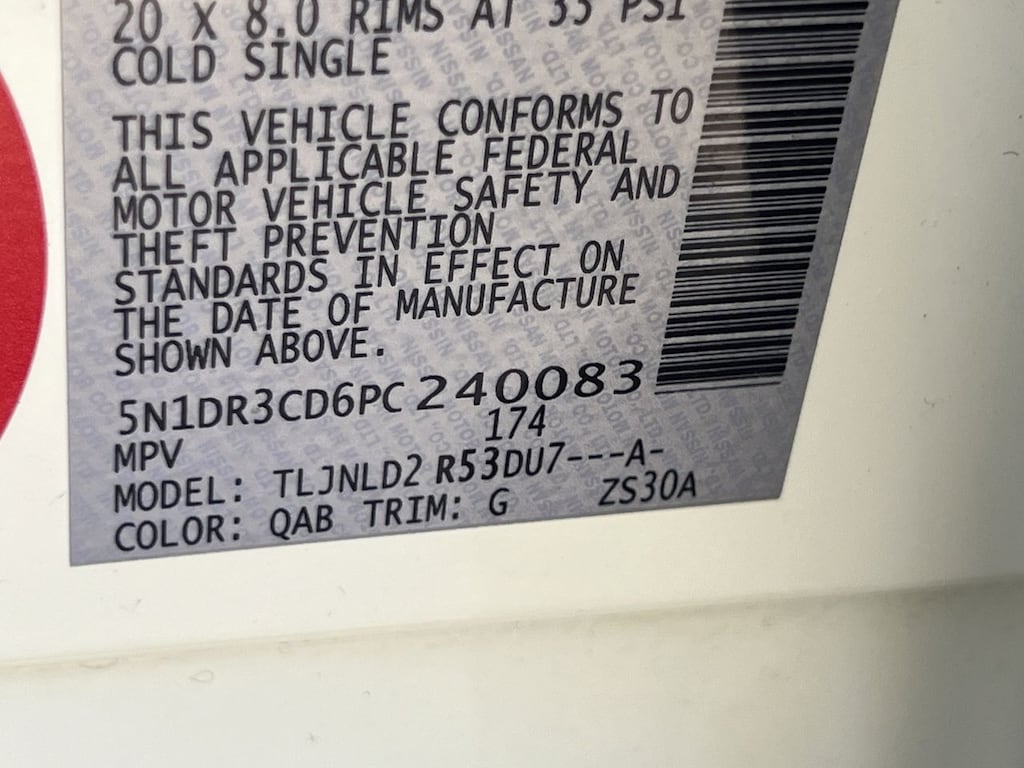 20 X 8.0 RIMS AT 35 PSI
COLD SINGLE
THIS VEHICLE CONFORMS TO
ALL APPLICABLE FEDERAL
MOTOR VEHICLE SAFETY AND
THEFT PREVENTION
STANDARDS IN EFFECT ON
THE DATE OF MANUFACTURE
SHOWN ABOVE.
5N1DR3CD6PC240083
MPV 174
MODEL: TLJNLD2 R53DU7---A-
COLOR: QAB TRIM: G ZS30A